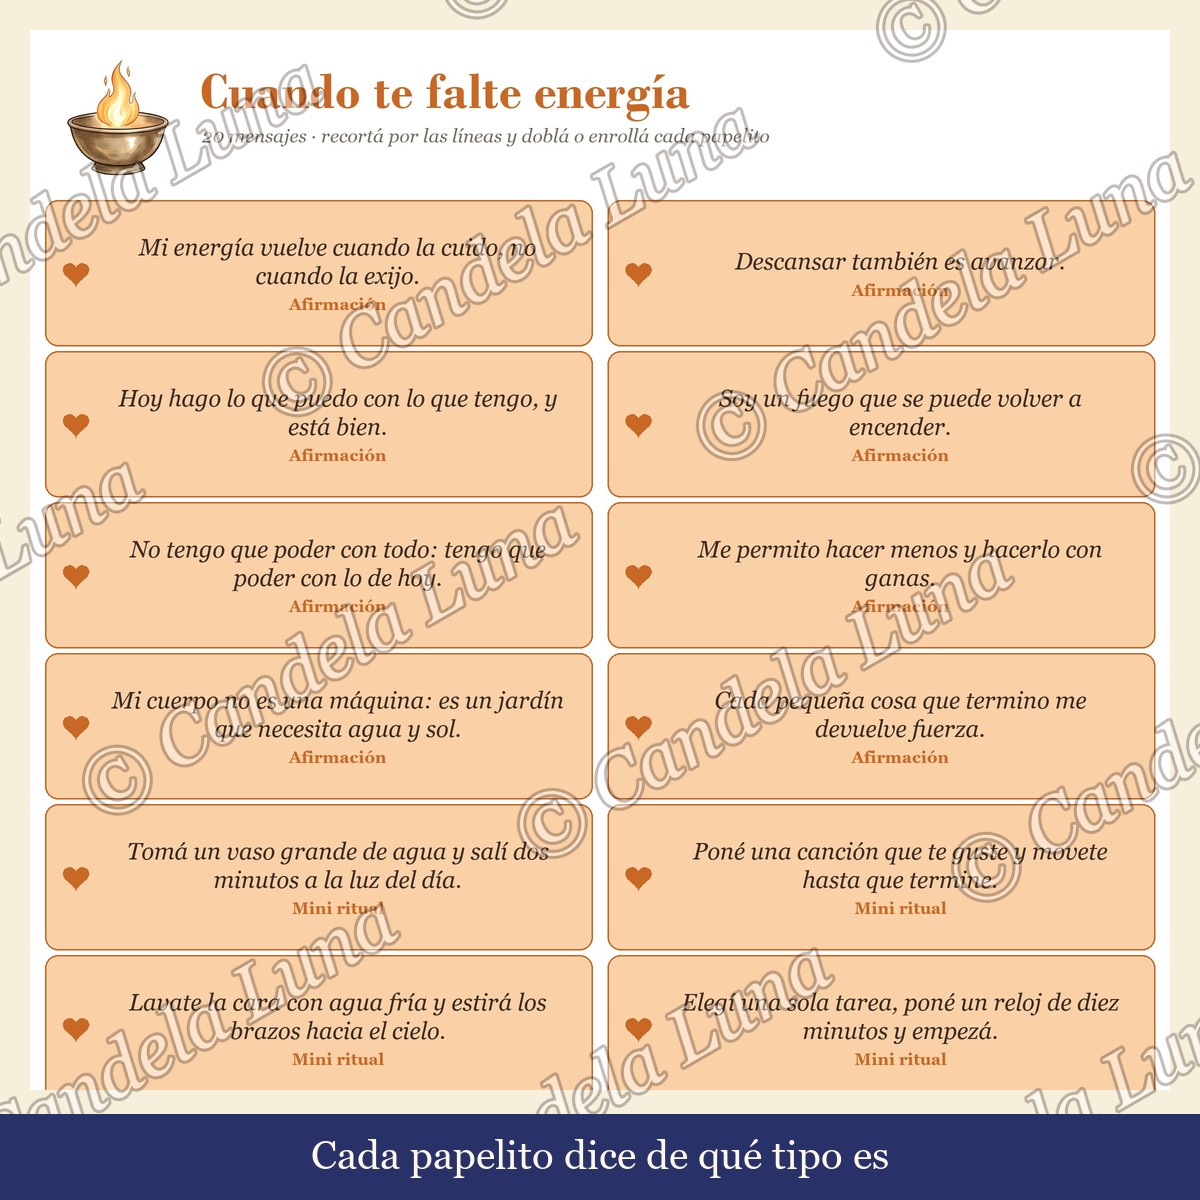 Cuando te falte energía
20 mensajes · recortá por las líneas y doblá o enrollá cada papelito
Mi energía vuelve cuando la cuido, no
cuando la exijo.
Afirmación
Descansar también es avanzar.
Afirmación
Hoy hago lo que puedo con lo que tengo, y
está bien.
Afirmación
Soy un fuego que se puede volver a
encender.
Afirmación
No tengo que poder con todo: tengo que
poder con lo de hoy.
Afirmación
Me permito hacer menos y hacerlo con
ganas.
Afirmación
Mi cuerpo no es una máquina: es un jardín
que necesita agua y sol.
Afirmación
Cada pequeña cosa que termino me
devuelve fuerza.
Afirmación
Tomá un vaso grande de agua y salí dos
minutos a la luz del día.
Mini ritual
Poné una canción que te guste y movete
hasta que termine.
Mini ritual
Lavate la cara con agua fría y estirá los
brazos hacia el cielo.
Mini ritual
Elegí una sola tarea, poné un reloj de diez
minutos y empezá.
Mini ritual
Cada papelito dice de qué tipo es
© Candela Luna